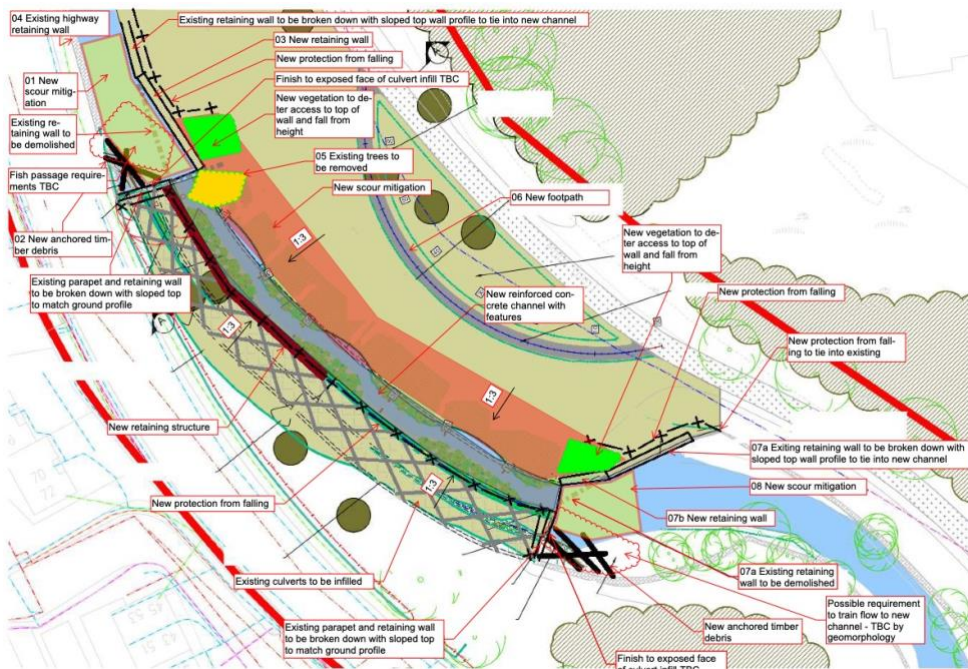 04 Existing highway
retaining wall
Existing retaining wall to be broken down with sloped top wall profile to tie into new channel
03 New retaining wall
New protection from falling
Finish to exposed face of culvert infill TBC
01 New
scour mitig-
ation
New vegetation to de-
ter access to top of
wall and fall from
height
Existing re-
taining wall to
be demolished
05 Existing trees to
be removed
Fish passage require-
ments TBC
New scour mitigation
06 New footpath
02 New anchored tim-
ber debris
New vegetation to de-
ter access to top of
wall and fall from
height
1:3
Existing parapet and retaining wall
to be broken down with sloped top
to match ground profile
New reinforced con-
crete channel with
features
New protection from falling
A
1:3
New protection from fall-
ing to tie into existing
1:3
New retaining structure
07a Exiting retaining wall to be broken down with
sloped top wall profile to tie into new channel
70
72
1:3
08 New scour mitigation
New protection from falling
07b New retaining wall
Existing culverts to be infilled
07a Existing retaining
wall to be demolished
Possible requirement
to train flow to new
channel - TBC by
geomorphology
Existing parapet and retaining wall
to be broken down with sloped top
to match ground profile
New anchored timber
debris
Finish to exposed face
of culvert infill TBC